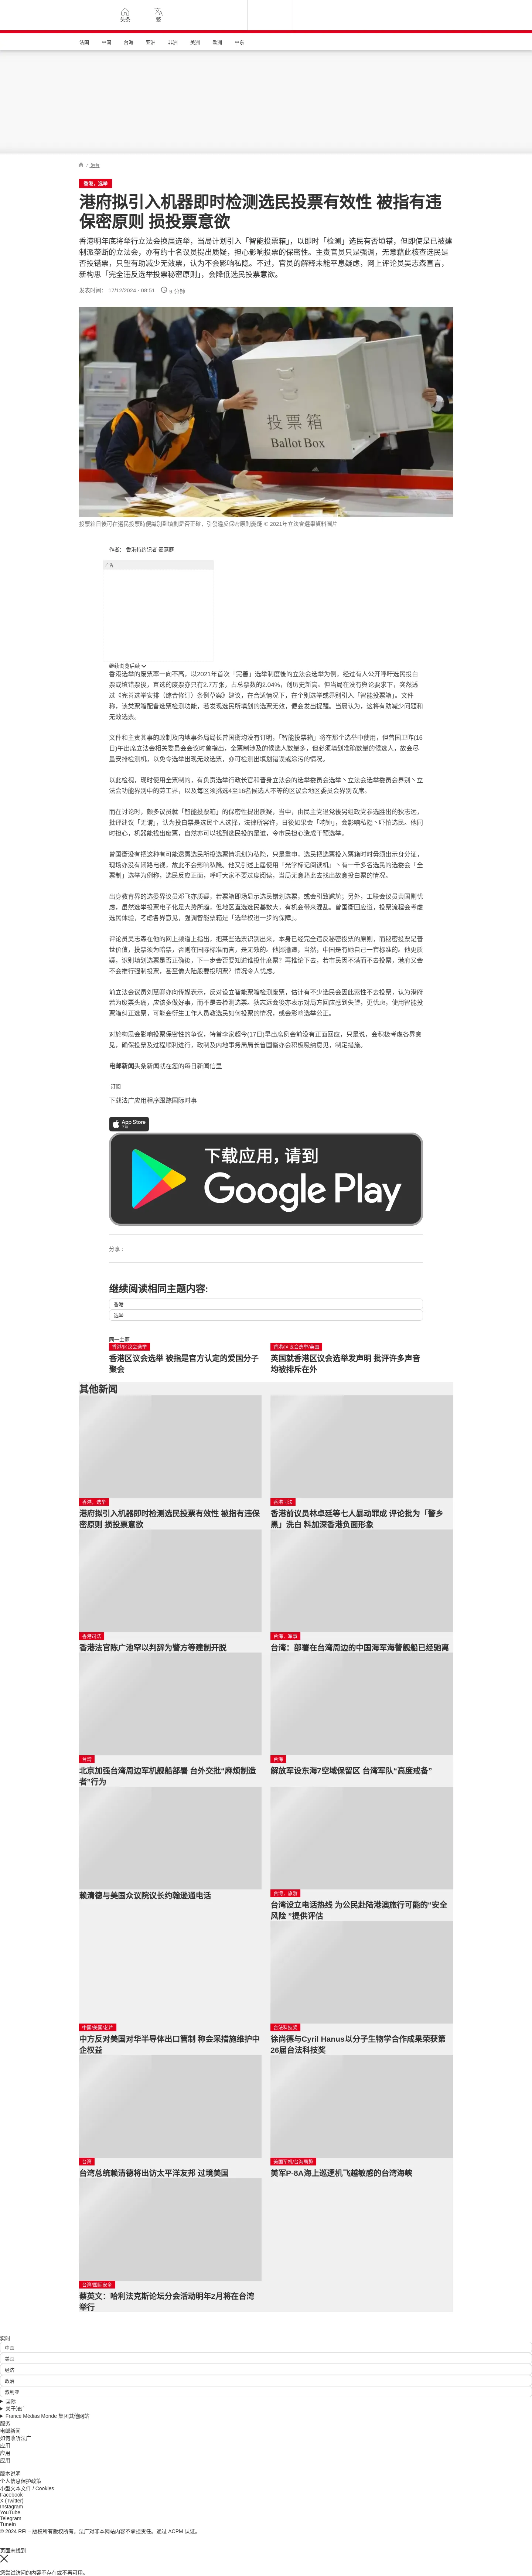 头条
繁
法国
中国
台海
亚洲
非洲
美洲
欧洲
中东
/ 港台
香港，选举
港府拟引入机器即时检测选民投票有效性 被指有违
保密原则 损投票意欲
香港明年底将举行立法会换届选举，当局计划引入「智能投票箱」，以即时「检测」选民有否填错，但即使是已被建
制派垄断的立法会，亦有约十名议员提出质疑，担心影响投票的保密性。主责官员只是强调，无意藉此核查选民是
否投错票，只望有助减少无效票，认为不会影响私隐。不过，官员的解释未能平息疑虑，网上评论员吴志森直言，
新构思「完全违反选举投票秘密原则」，会降低选民投票意欲。
发表时间： 17/12/2024 - 08:51
9 分钟
投票箱
Ballot Box
投票箱日後可在選民投票時便識別到填劃是否正確，引發違反保密原則憂疑 © 2021年立法會選舉資料圖片
作者： 香港特约记者 麦燕庭
广告
继续浏览后续
香港选举的废票率一向不高，以2021年首次「完善」选举制度後的立法会选举为例，经过有人公开呼吁选民投白
票或填错票後，直选的废票亦只有2.7万张，占总票数的2.04%，创历史新高。但当局在没有舆论要求下，突然透
过《完善选举安排（综合修订）条例草案》建议，在合适情况下，在个别选举或界别引入「智能投票箱」。文件
称，该类票箱配备选票检测功能，若发现选民所填划的选票无效，便会发出提醒。当局认为，这将有助减少问题和
无效选票。
文件和主责其事的政制及内地事务局局长曾国衞均没有订明，「智能投票箱」将在那个选举中使用，但曾国卫昨(16
日)午出席立法会相关委员会会议时曾指出，全票制涉及的候选人数量多，但必须填划准确数量的候选人，故会尽
量安排检测机，以免令选举出现无效选票，亦可检测出填划错误或涂污的情况。
以此检视，现时使用全票制的，有负责选举行政长官和晋身立法会的选举委员会选举丶立法会选举委员会界别丶立
法会功能界别中的劳工界，以及每区须挑选4至16名候选人不等的区议会地区委员会界别议席。
而在讨论时，颇多议员就「智能投票箱」的保密性提出质疑，当中，由民主党退党後另组政党参选胜出的狄志远，
批评建议「无谓」，认为投白票是选民个人选择，法律所容许，日後如果会「哟钟」，会影响私隐丶吓怕选民。他同
时担心，机器能找出废票，自然亦可以找到选民投的是谁，令市民担心造成干预选举。
曾国衞没有把这种有可能透露选民所投选票情况划为私隐，只是重申，选民把选票投入票箱时时毋须出示身分证，
现场亦没有闭路电视，故此不会影响私隐。他又引述上届使用「光学标记阅读机」丶有一千多名选民的选委会「全
票制」选举为例称，选民反应正面，呼吁大家不要过度阅读，当局无意藉此去找出故意投白票的情况。
出身教育界的选委界议员邓飞亦质疑，若票箱即场显示选民错划选票，或会引致尴尬；另外，工联会议员黄国则忧
虑，虽然选举投票电子化是大势所趋，但地区直选选民基数大，有机会带来混乱。曾国衞回应道，投票流程会考虑
选民体验，考虑各界意见，强调智能票箱是「选举权进一步的保障」。
评论员吴志森在他的网上频道上指出，把某些选票识别出来，本身已经完全违反秘密投票的原则，而秘密投票是普
世价值，投票须为暗票，否则在国际标准而言，是无效的。他揶揄道，当然，中国是有她自己一套标准的。他更质
疑，识别填划选票是否正确後，下一步会否要知道谁投什麽票？再推论下去，若市民因不满而不去投票，港府又会
不会推行强制投票，甚至像大陆般要投明票？情况令人忧虑。
前立法会议员刘慧卿亦向传媒表示，反对设立智能票箱检测废票，估计有不少选民会因此索性不去投票，认为港府
若为废票头痛，应该多做好事，而不是去检测选票。狄志远会後亦表示对局方回应感到失望，更忧虑，使用智能投
票箱纠正选票，可能会衍生工作人员教选民如何投票的情况，或会影响选举公正。
对於构思会影响投票保密性的争议，特首李家超今(17日)早出席例会前没有正面回应，只是说，会积极考虑各界意
见，确保投票及过程顺利进行，政制及内地事务局局长曾国衞亦会积极吸纳意见，制定措施。
电邮新闻头条新闻就在您的每日新闻信里
订阅
下载法广应用程序跟踪国际时事
App Store
下载
下载应用，请到
Google Play
分享 :
继续阅读相同主题内容:
香港
选举
同一主题
香港/区议会选举
香港区议会选举 被指是官方认定的爱国分子
聚会
香港/区议会选举/英国
英国就香港区议会选举发声明 批评许多声音
均被排斥在外
其他新闻
香港，选举
港府拟引入机器即时检测选民投票有效性 被指有违保
密原则 损投票意欲
香港司法
香港前议员林卓廷等七人暴动罪成 评论批为「警乡
黑」洗白 料加深香港负面形象
香港司法
香港法官陈广池罕以判辞为警方等建制开脱
台海，军事
台湾：部署在台湾周边的中国海军海警舰船已经驰离
台湾
北京加强台湾周边军机舰船部署 台外交批“麻烦制造
者”行为
台海
解放军设东海7空域保留区 台湾军队“高度戒备”
赖清德与美国众议院议长约翰逊通电话
台湾，旅游
台湾设立电话热线 为公民赴陆港澳旅行可能的“安全
风险 ”提供评估
中国/美国/芯片
中方反对美国对华半导体出口管制 称会采措施维护中
企权益
台法科技奖
徐尚德与Cyril Hanus以分子生物学合作成果荣获第
26届台法科技奖
台湾
台湾总统赖清德将出访太平洋友邦 过境美国
美国军机/台海局势
美军P-8A海上巡逻机飞越敏感的台湾海峡
台湾/国际安全
蔡英文：哈利法克斯论坛分会活动明年2月将在台湾
举行
实时
中国
美国
经济
政治
叙利亚
国际
关于法广
France Médias Monde 集团其他网站
服务
电邮新闻
如何收听法广
应用
应用
应用
版本说明
个人信息保护政策
小型文本文件 / Cookies
Facebook
X (Twitter)
Instagram
YouTube
Telegram
TuneIn
© 2024 RFI – 版权所有版权所有。法广对非本网站内容不承担责任。通过 ACPM 认证。
页面未找到
您尝试访问的内容不存在或不再可用。